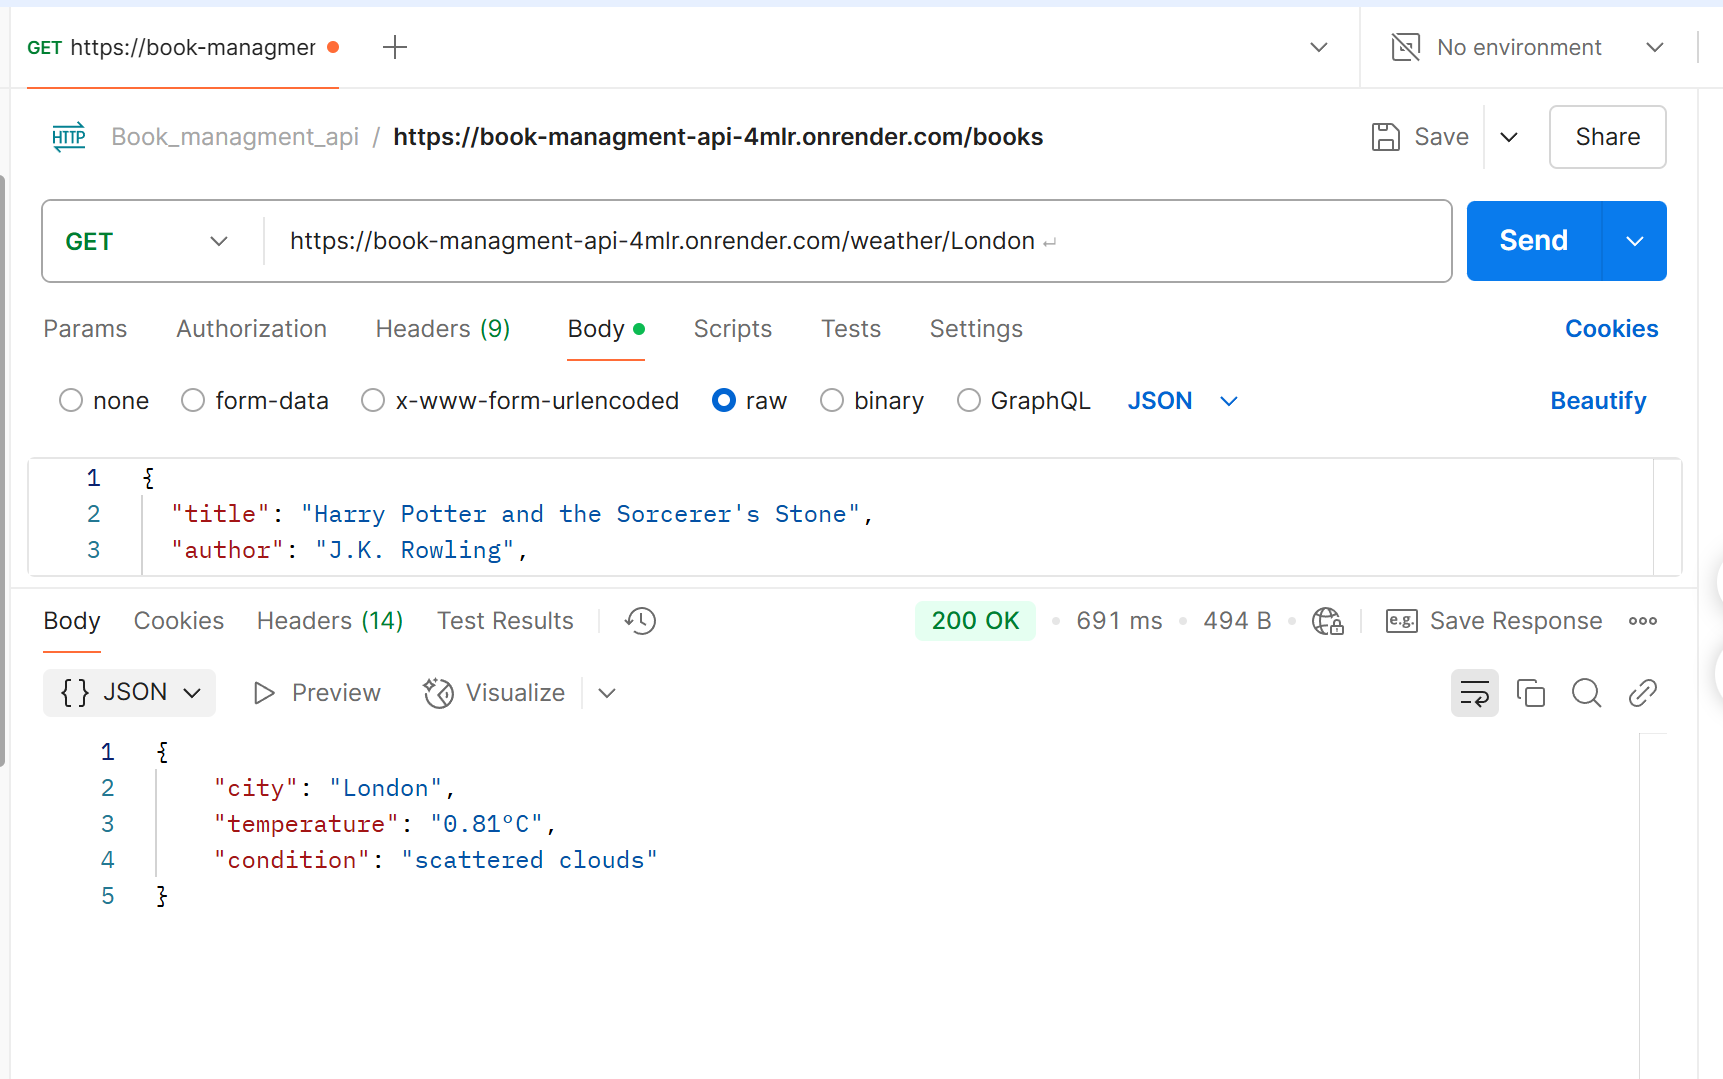 GET https://book-managmer
No environment
HTTP Book_managment_api / https://book-managment-api-4mlr.onrender.com/books Save Share
GET https://book-managment-api-4mlr.onrender.com/weather/London Send
Params Authorization Headers (9) Body Scripts Tests Settings Cookies
none form-data x-www-form-urlencoded raw binary GraphQL JSON Beautify
1 {
2 "title": "Harry Potter and the Sorcerer's Stone",
3 "author": "J.K. Rowling",
Body Cookies Headers (14) Test Results 200 OK 691 ms 494 B e.g. Save Response
{} JSON Preview Visualize
1 {
2 "city": "London",
3 "temperature": "0.81°C",
4 "condition": "scattered clouds"
5 }